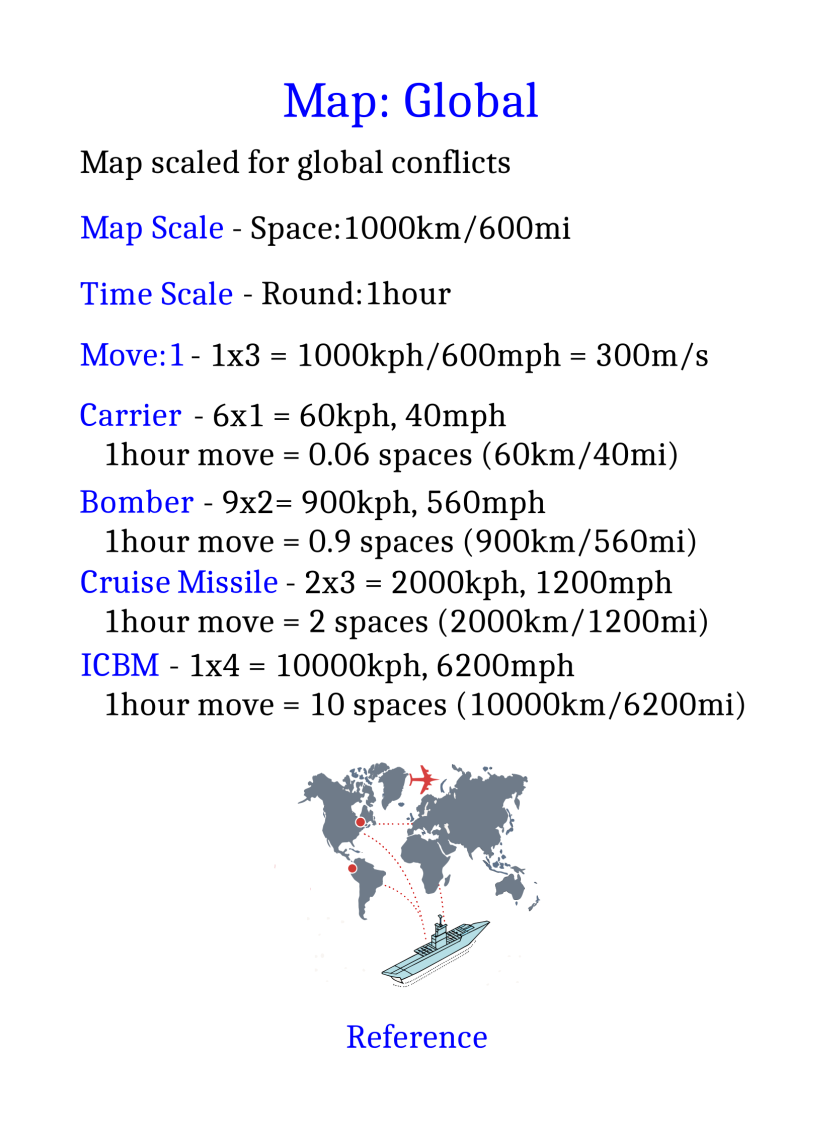 Map: Global
Map scaled for global conflicts
Map Scale - Space:1000km/600mi
Time Scale - Round:1hour
Move:1 - 1x3 = 1000kph/600mph = 300m/s
Carrier - 6x1 = 60kph, 40mph
1hour move = 0.06 spaces (60km/40mi)
Bomber - 9x2= 900kph, 560mph
1hour move = 0.9 spaces (900km/560mi)
Cruise Missile - 2x3 = 2000kph, 1200mph
1hour move = 2 spaces (2000km/1200mi)
ICBM - 1x4 = 10000kph, 6200mph
1hour move = 10 spaces (10000km/6200mi)
Reference